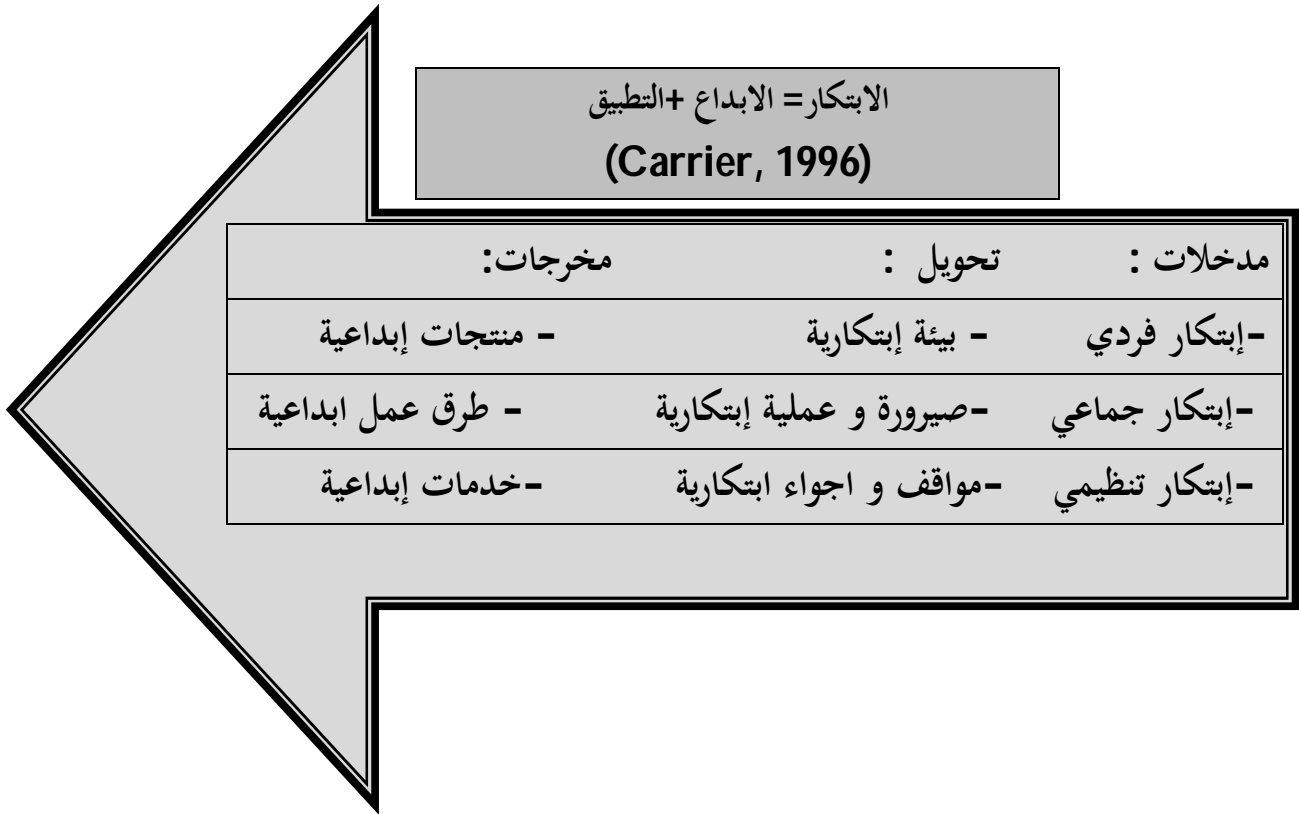 الابتكار= الابداع +التطبيق
(Carrier, 1996)
مدخلات : تحويل : مخرجات:
-إبتكار فردي - بيئة إبتكارية - منتجات إبداعية
-إبتكار جماعي -صيرورة و عملية إبتكارية - طرق عمل ابداعية
-إبتكار تنظيمي -مواقف و اجواء ابتكارية -خدمات إبداعية